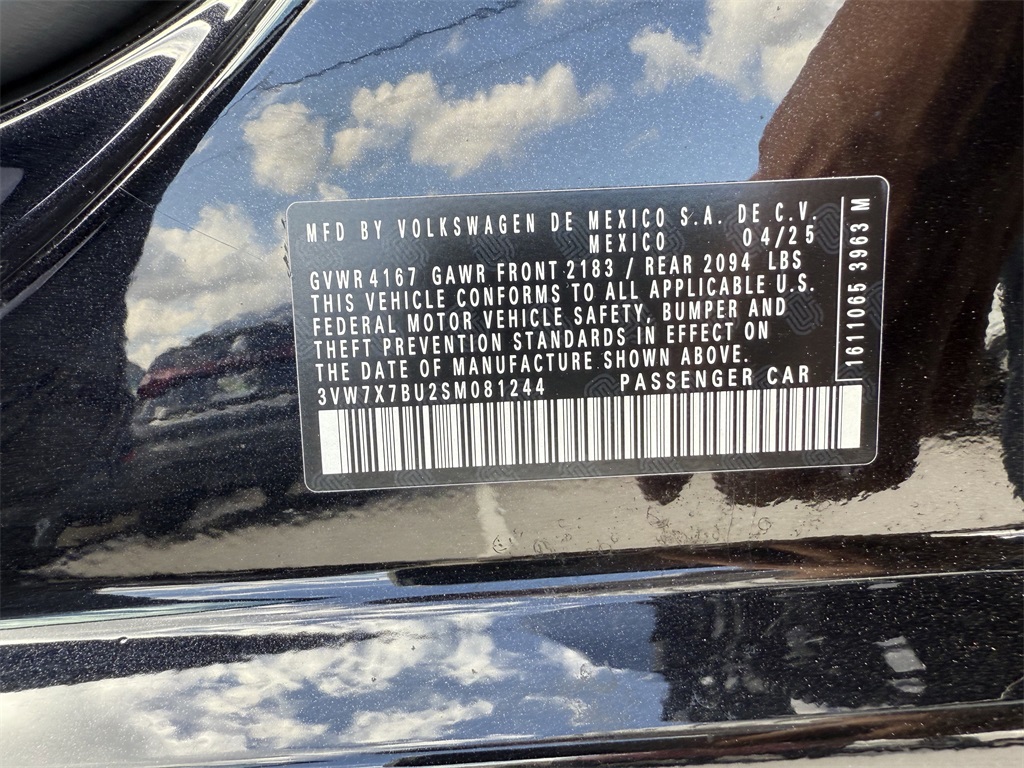 MFD BY VOLKSWAGEN DE MEXICO S.A. DE C.V.
MEXICO 04/25
GVWR 4167 GAWR FRONT 2183 / REAR 2094 LBS
THIS VEHICLE CONFORMS TO ALL APPLICABLE U.S.
FEDERAL MOTOR VEHICLE SAFETY, BUMPER AND
THEFT PREVENTION STANDARDS IN EFFECT ON
THE DATE OF MANUFACTURE SHOWN ABOVE.
3VW7X7BU2SM081244 PASSENGER CAR
1611065 3963 M